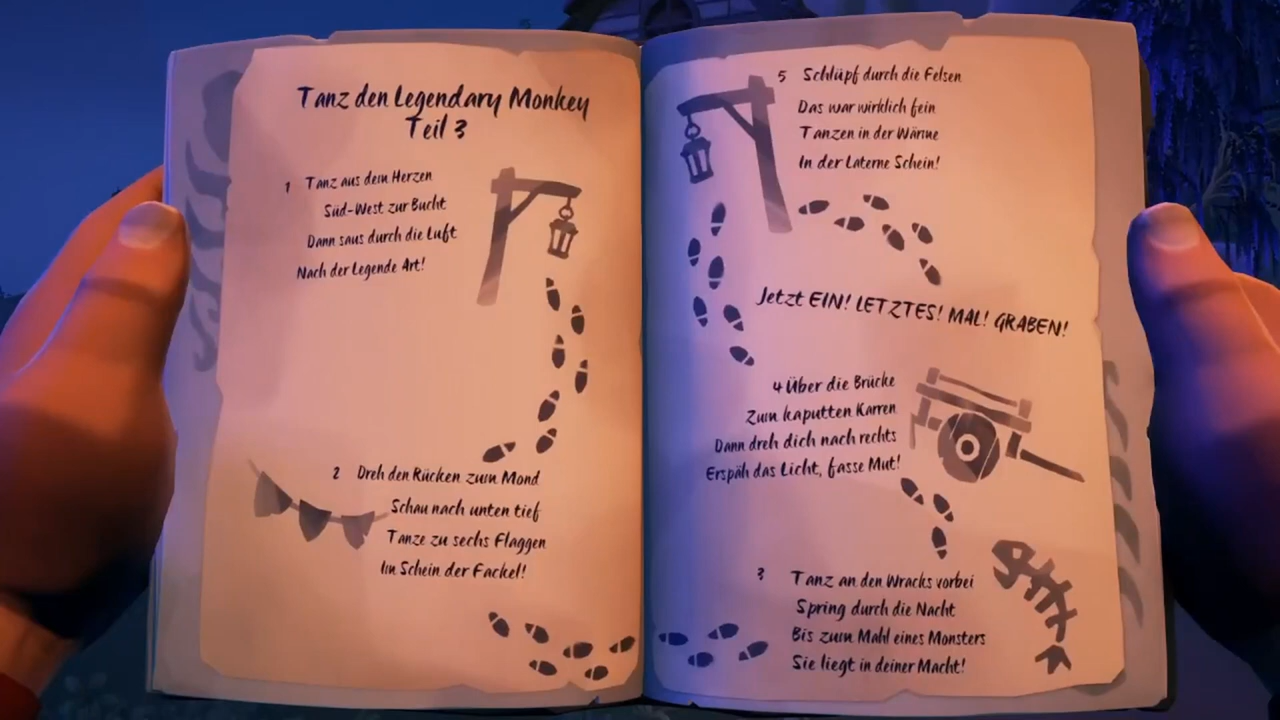 Tanz den Legendary Monkey
Teil 3
1 Tanz aus dem Herzen
Süd-West zur Bucht
Dann saus durch die Luft
Nach der Legende Art!
2 Dreh den Rücken zum Mond
Schau nach unten tief
Tanze zu sechs Flaggen
Im Schein der Fackel!
3 Tanz an den Wracks vorbei
Spring durch die Nacht
Bis zum Mahl eines Monsters
Sie liegt in deiner Macht!
4 Über die Brücke
Zum kaputten Karren
Dann dreh dich nach rechts
Erspäh das Licht, fasse Mut!
5 Schlüpf durch die Felsen
Das war wirklich fein
Tanzen in der Wärme
In der Laterne Schein!
Jetzt EIN! LETZTES! MAL! GRABEN!